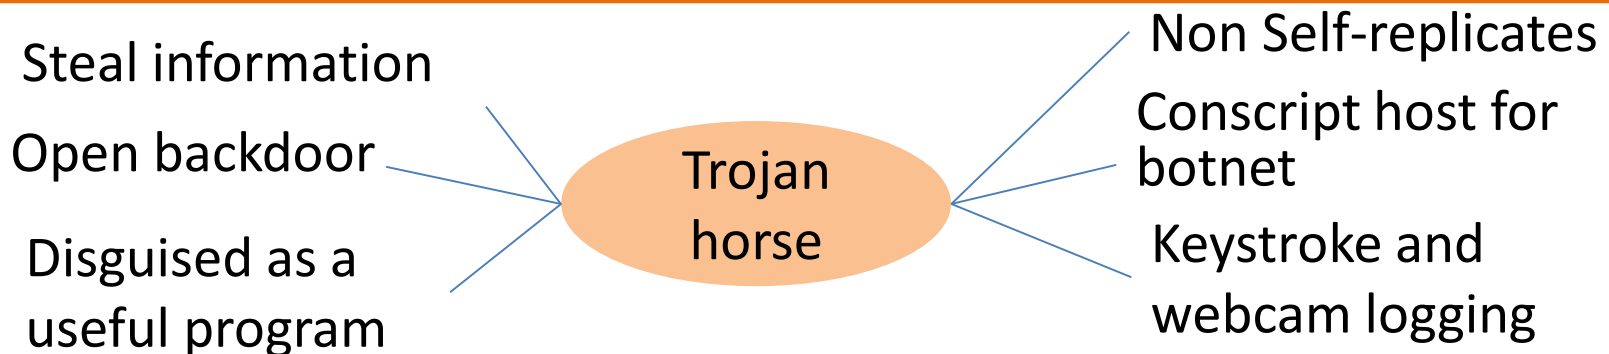 Steal information
Open backdoor
Disguised as a
useful program
Trojan
horse
Non Self-replicates
Conscript host for
botnet
Keystroke and
webcam logging